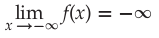 lim f(x) = −∞
x→−∞